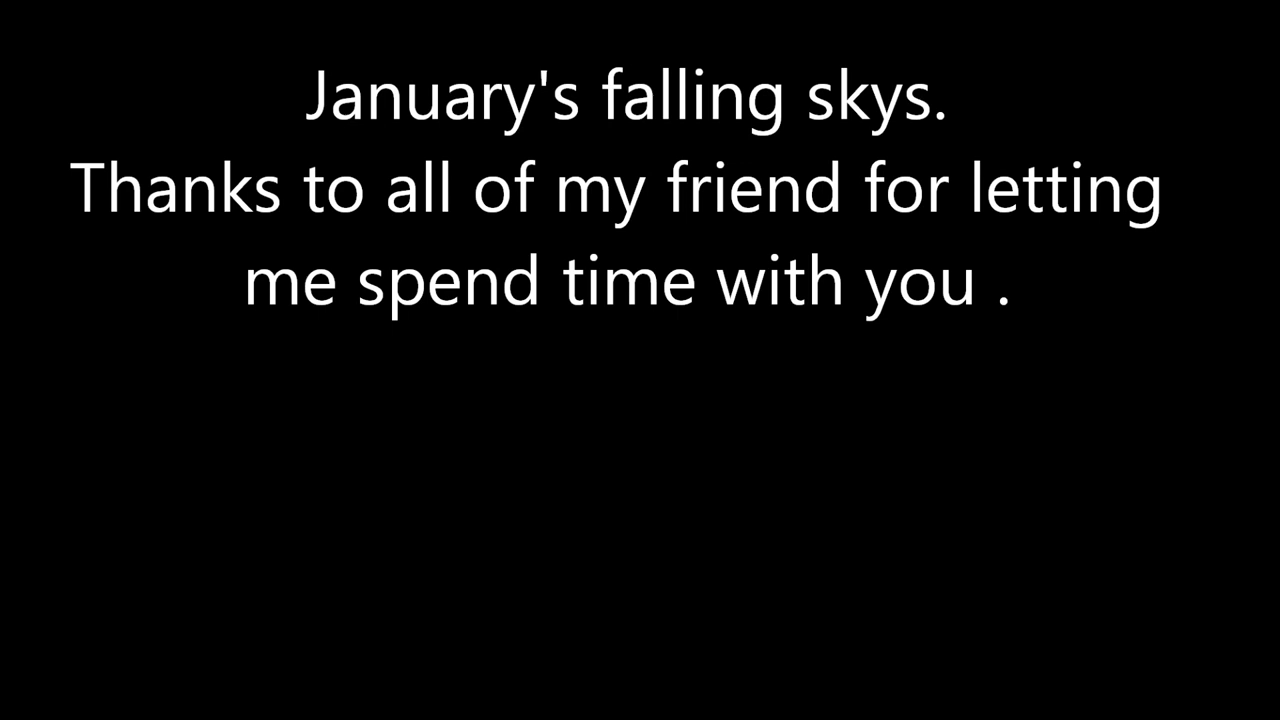 January's falling skys.
Thanks to all of my friend for letting
me spend time with you .